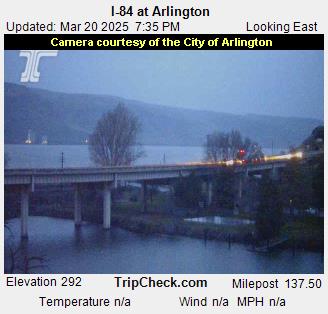 I-84 at Arlington
Updated: Mar 20 2025 7:35 PM Looking East
Camera courtesy of the City of Arlington
Elevation 292 TripCheck.com Milepost 137.50
Temperature n/a Wind n/a MPH n/a